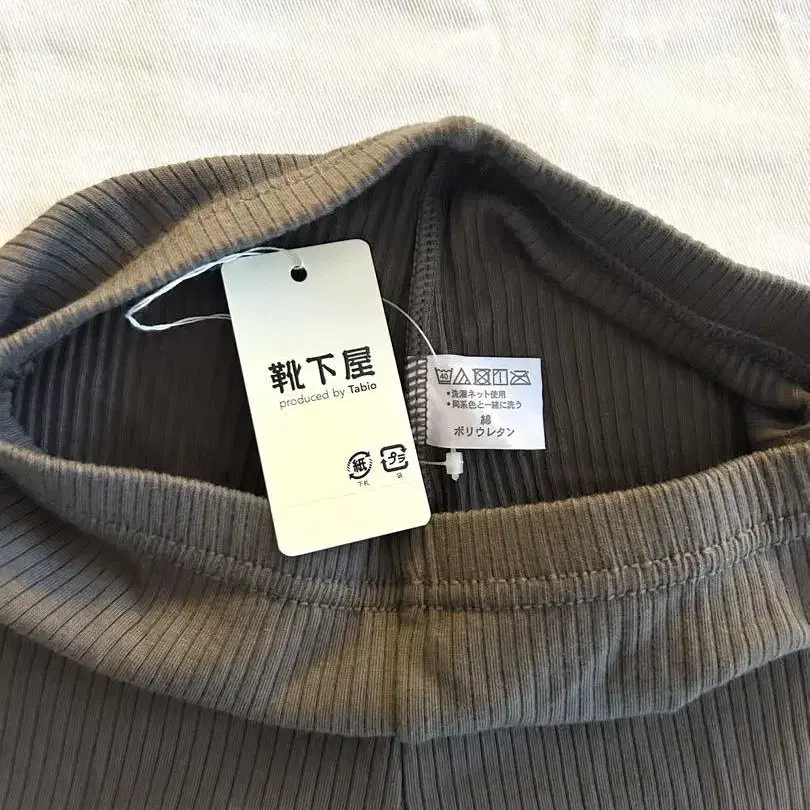 靴下屋
produced by Tabio
紙
下札
プラ
袋
40
・洗濯ネット使用
・同系色と一緒に洗う
綿
ポリウレタン